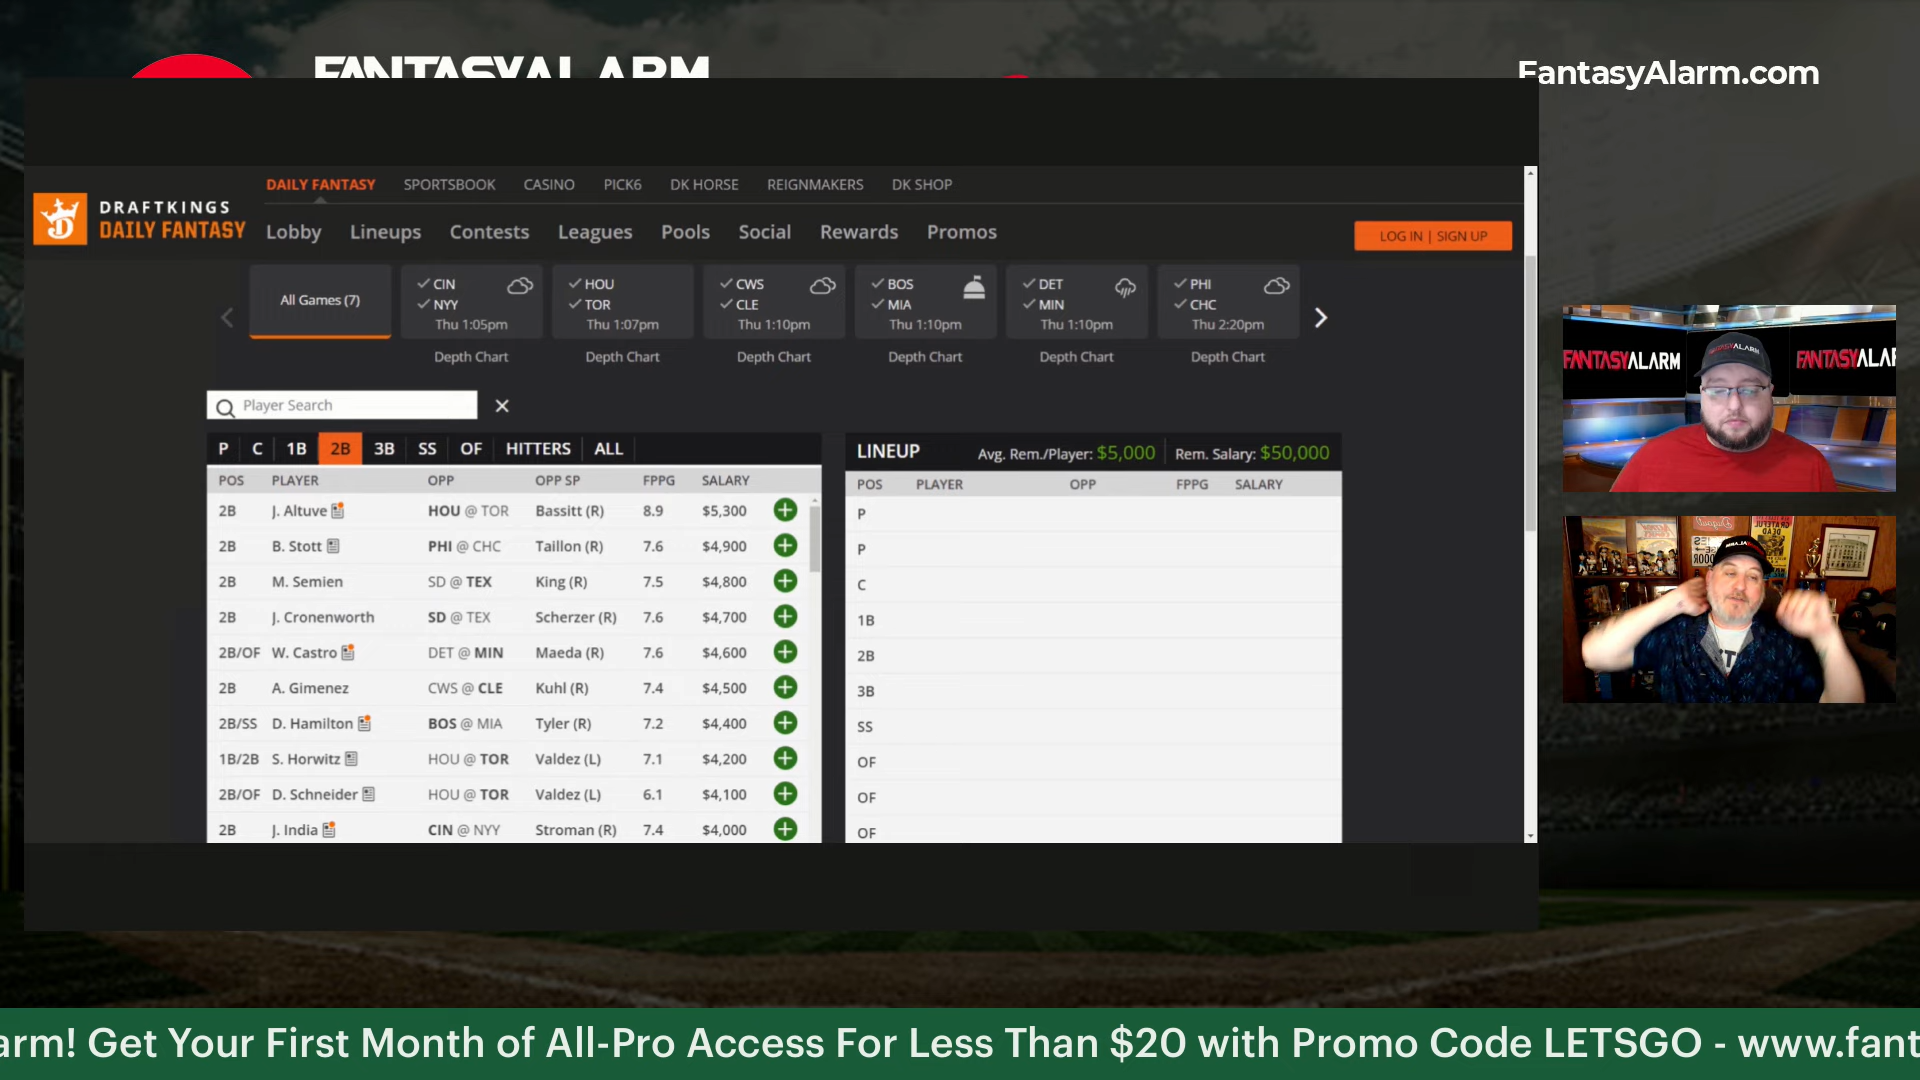 FANTASYALARM
FantasyAlarm.com
DAILY FANTASY SPORTSBOOK CASINO PICK6 DK HORSE REIGNMAKERS DK SHOP
DRAFTKINGS
DAILY FANTASY
Lobby Lineups Contests Leagues Pools Social Rewards Promos
LOG IN | SIGN UP
All Games (7)
CIN
NYY
Thu 1:05pm
Depth Chart
HOU
TOR
Thu 1:07pm
Depth Chart
CWS
CLE
Thu 1:10pm
Depth Chart
BOS
MIA
Thu 1:10pm
Depth Chart
DET
MIN
Thu 1:10pm
Depth Chart
PHI
CHC
Thu 2:20pm
Depth Chart
Player Search
P C 1B 2B 3B SS OF HITTERS ALL
POS PLAYER OPP OPP SP FPPG SALARY
2B J. Altuve HOU @ TOR Bassitt (R) 8.9 $5,300
2B B. Stott PHI @ CHC Taillon (R) 7.6 $4,900
2B M. Semien SD @ TEX King (R) 7.5 $4,800
2B J. Cronenworth SD @ TEX Scherzer (R) 7.6 $4,700
2B/OF W. Castro DET @ MIN Maeda (R) 7.6 $4,600
2B A. Gimenez CWS @ CLE Kuhl (R) 7.4 $4,500
2B/SS D. Hamilton BOS @ MIA Tyler (R) 7.2 $4,400
1B/2B S. Horwitz HOU @ TOR Valdez (L) 7.1 $4,200
2B/OF D. Schneider HOU @ TOR Valdez (L) 6.1 $4,100
2B J. India CIN @ NYY Stroman (R) 7.4 $4,000
LINEUP Avg. Rem./Player: $5,000 Rem. Salary: $50,000
POS PLAYER OPP FPPG SALARY
P
P
C
1B
2B
3B
SS
OF
OF
OF
FANTASYALARM
FANTASYALAR
GRATEFUL
DEAD
arm! Get Your First Month of All-Pro Access For Less Than $20 with Promo Code LETSGO - www.fant